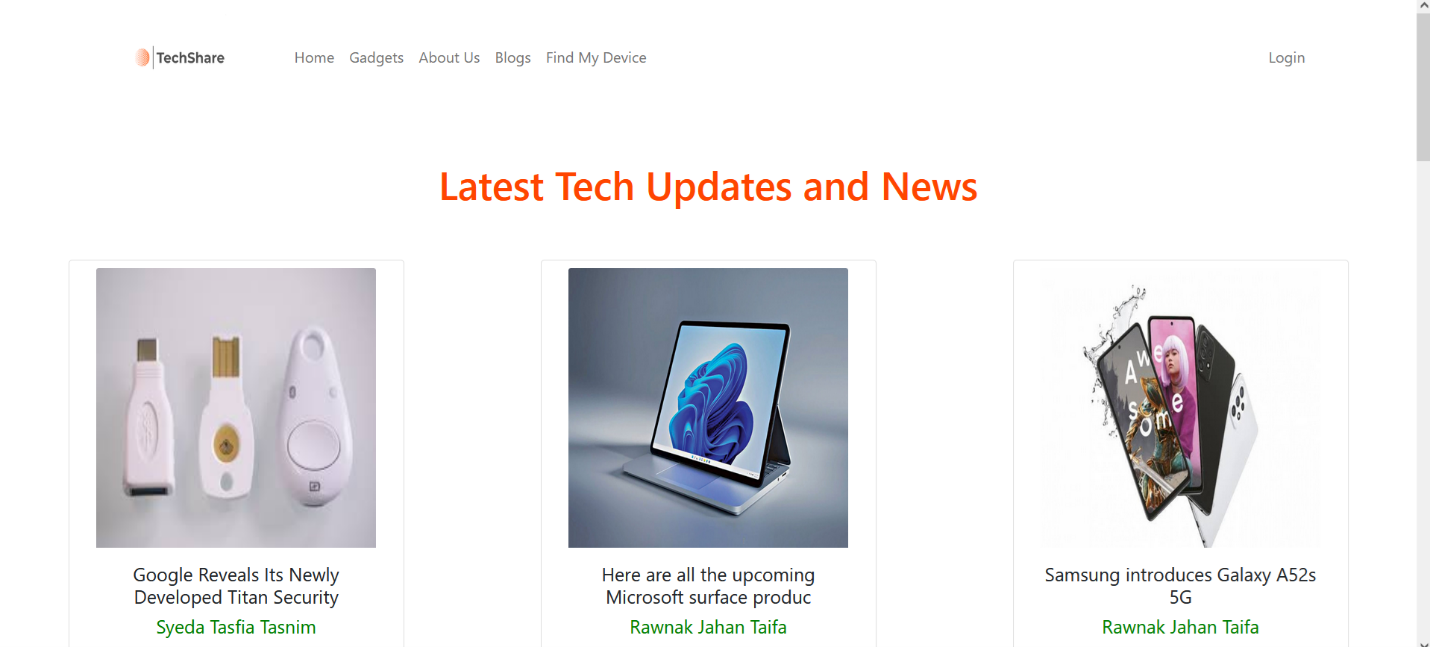 TechShare
Home Gadgets About Us Blogs Find My Device
Login
Latest Tech Updates and News
Awe
some
Google Reveals Its Newly
Developed Titan Security
Syeda Tasfia Tasnim
Here are all the upcoming
Microsoft surface produc
Rawnak Jahan Taifa
Samsung introduces Galaxy A52s
5G
Rawnak Jahan Taifa